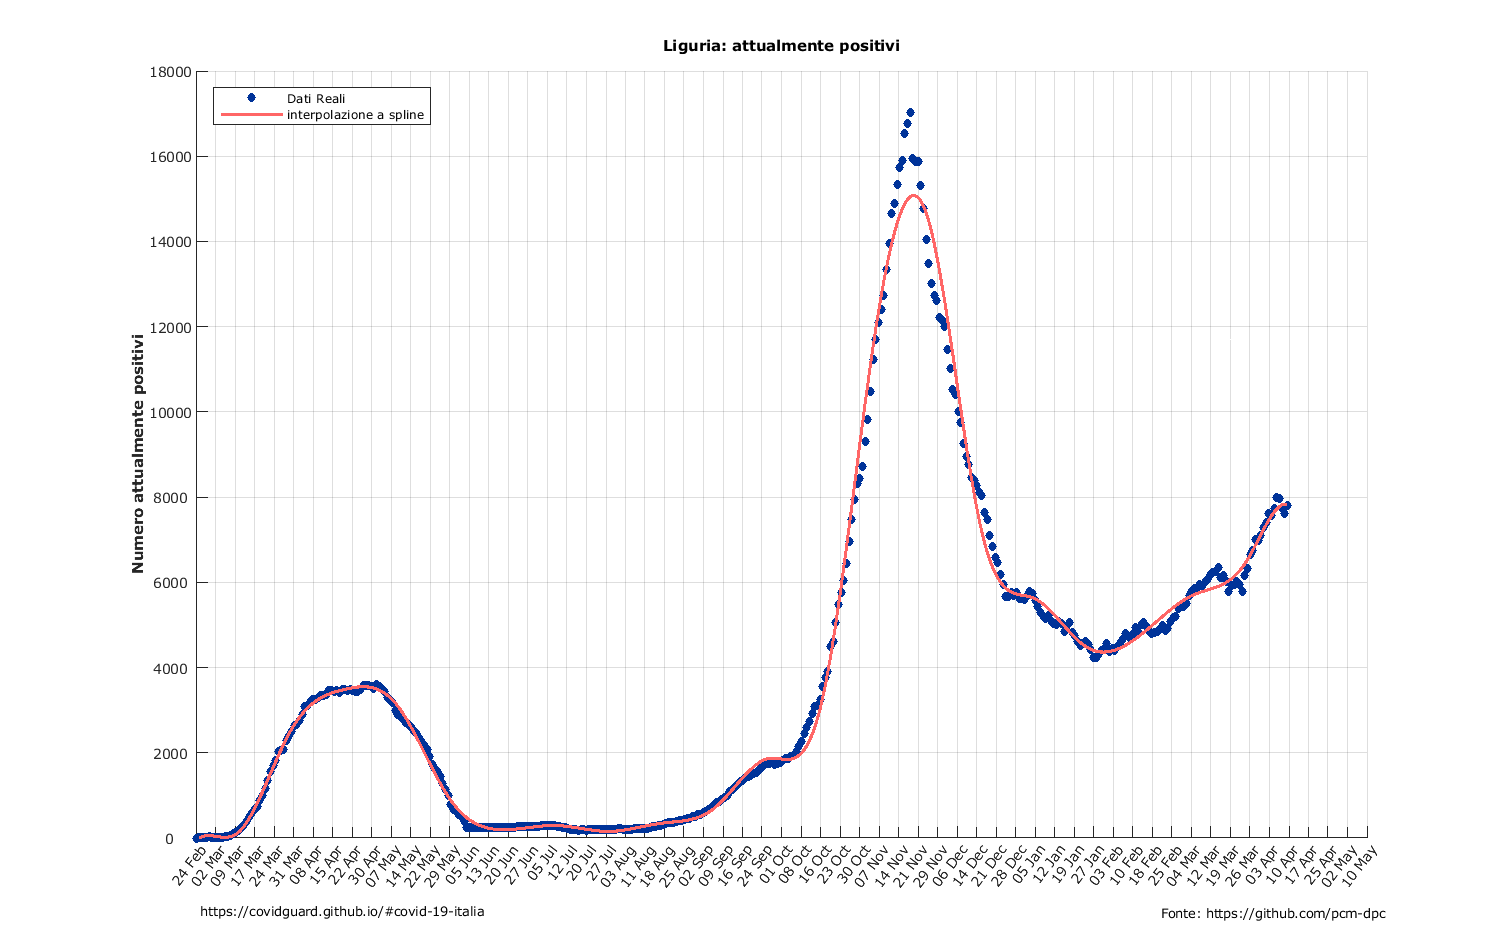 Liguria: attualmente positivi
Dati Reali
interpolazione a spline
Numero attualmente positivi
18000
16000
14000
12000
10000
8000
6000
4000
2000
0
24 Feb
02 Mar
09 Mar
17 Mar
24 Mar
31 Mar
08 Apr
15 Apr
22 Apr
30 Apr
07 May
14 May
22 May
29 May
05 Jun
13 Jun
20 Jun
27 Jun
05 Jul
12 Jul
20 Jul
27 Jul
03 Aug
11 Aug
18 Aug
25 Aug
02 Sep
09 Sep
16 Sep
24 Sep
01 Oct
08 Oct
16 Oct
23 Oct
30 Oct
07 Nov
14 Nov
21 Nov
29 Nov
06 Dec
14 Dec
21 Dec
28 Dec
05 Jan
12 Jan
19 Jan
27 Jan
03 Feb
10 Feb
18 Feb
25 Feb
04 Mar
12 Mar
19 Mar
26 Mar
03 Apr
10 Apr
17 Apr
25 Apr
02 May
10 May
https://covidguard.github.io/#covid-19-italia
Fonte: https://github.com/pcm-dpc